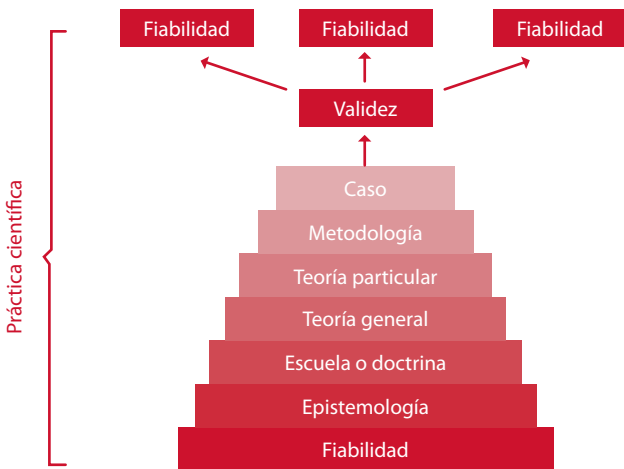 Fiabilidad
Fiabilidad
Fiabilidad
Validez
Caso
Metodología
Teoría particular
Teoría general
Escuela o doctrina
Epistemología
Fiabilidad
Práctica científica